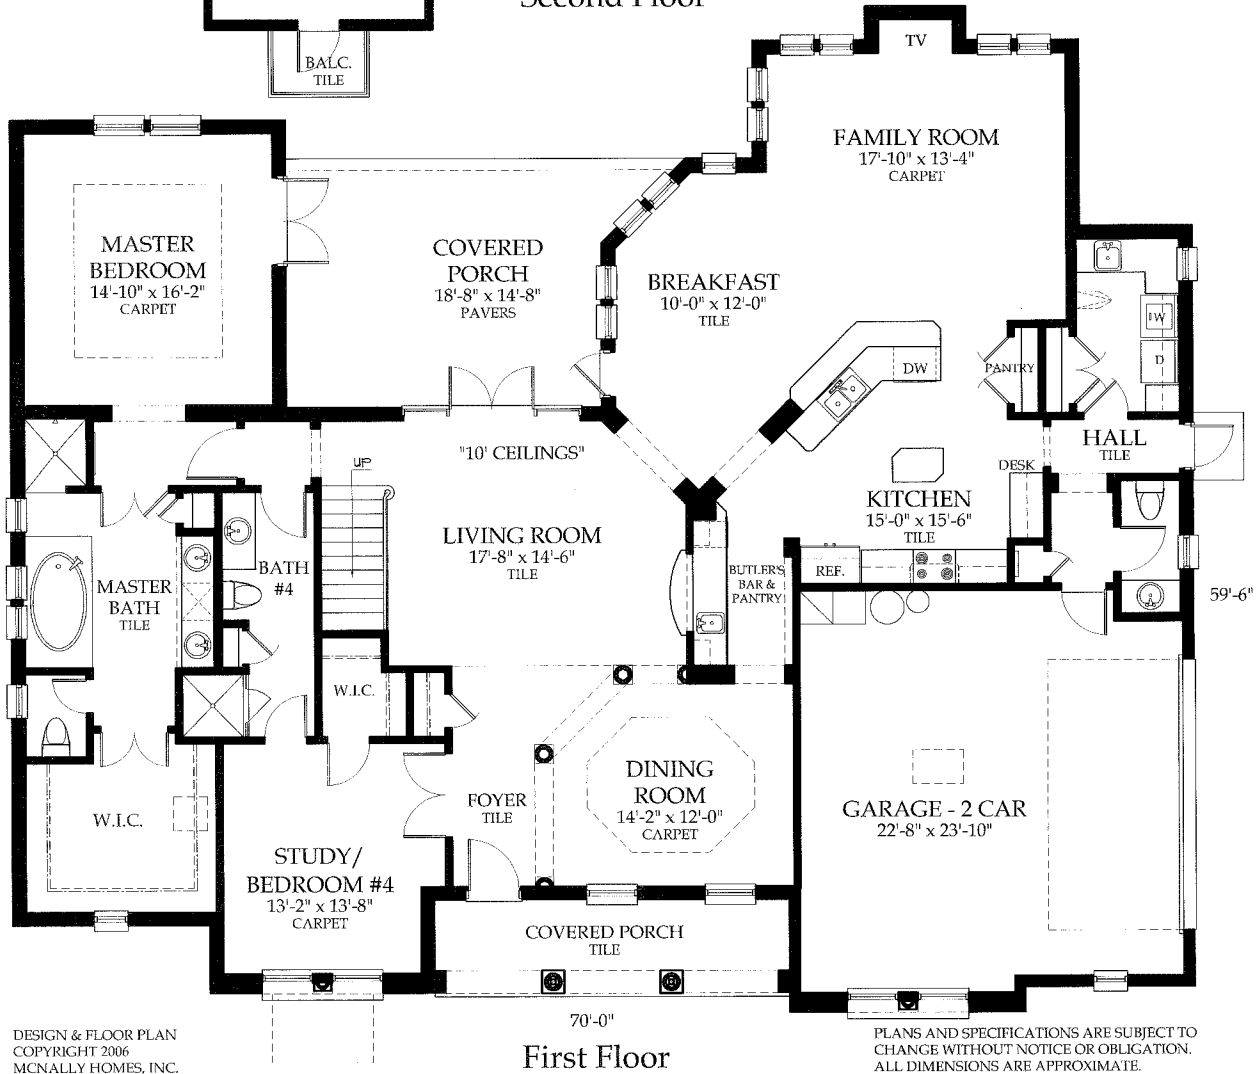 Second Floor
BALC.
TILE
TV
FAMILY ROOM
17'-10" x 13'-4"
CARPET
MASTER
BEDROOM
14'-10" x 16'-2"
CARPET
COVERED
PORCH
18'-8" x 14'-8"
PAVERS
BREAKFAST
10'-0" x 12'-0"
TILE
W
D
PANTRY
DW
"10' CEILINGS"
UP
HALL
TILE
DESK
KITCHEN
15'-0" x 15'-6"
TILE
LIVING ROOM
17'-8" x 14'-6"
TILE
REF.
BUTLER'S
BAR &
PANTRY
BATH
#4
MASTER
BATH
TILE
59'-6"
W.I.C.
DINING
ROOM
14'-2" x 12'-0"
CARPET
FOYER
TILE
GARAGE - 2 CAR
22'-8" x 23'-10"
W.I.C.
STUDY/
BEDROOM #4
13'-2" x 13'-8"
CARPET
COVERED PORCH
TILE
70'-0"
First Floor
DESIGN & FLOOR PLAN
COPYRIGHT 2006
MCNALLY HOMES, INC.
PLANS AND SPECIFICATIONS ARE SUBJECT TO
CHANGE WITHOUT NOTICE OR OBLIGATION.
ALL DIMENSIONS ARE APPROXIMATE.